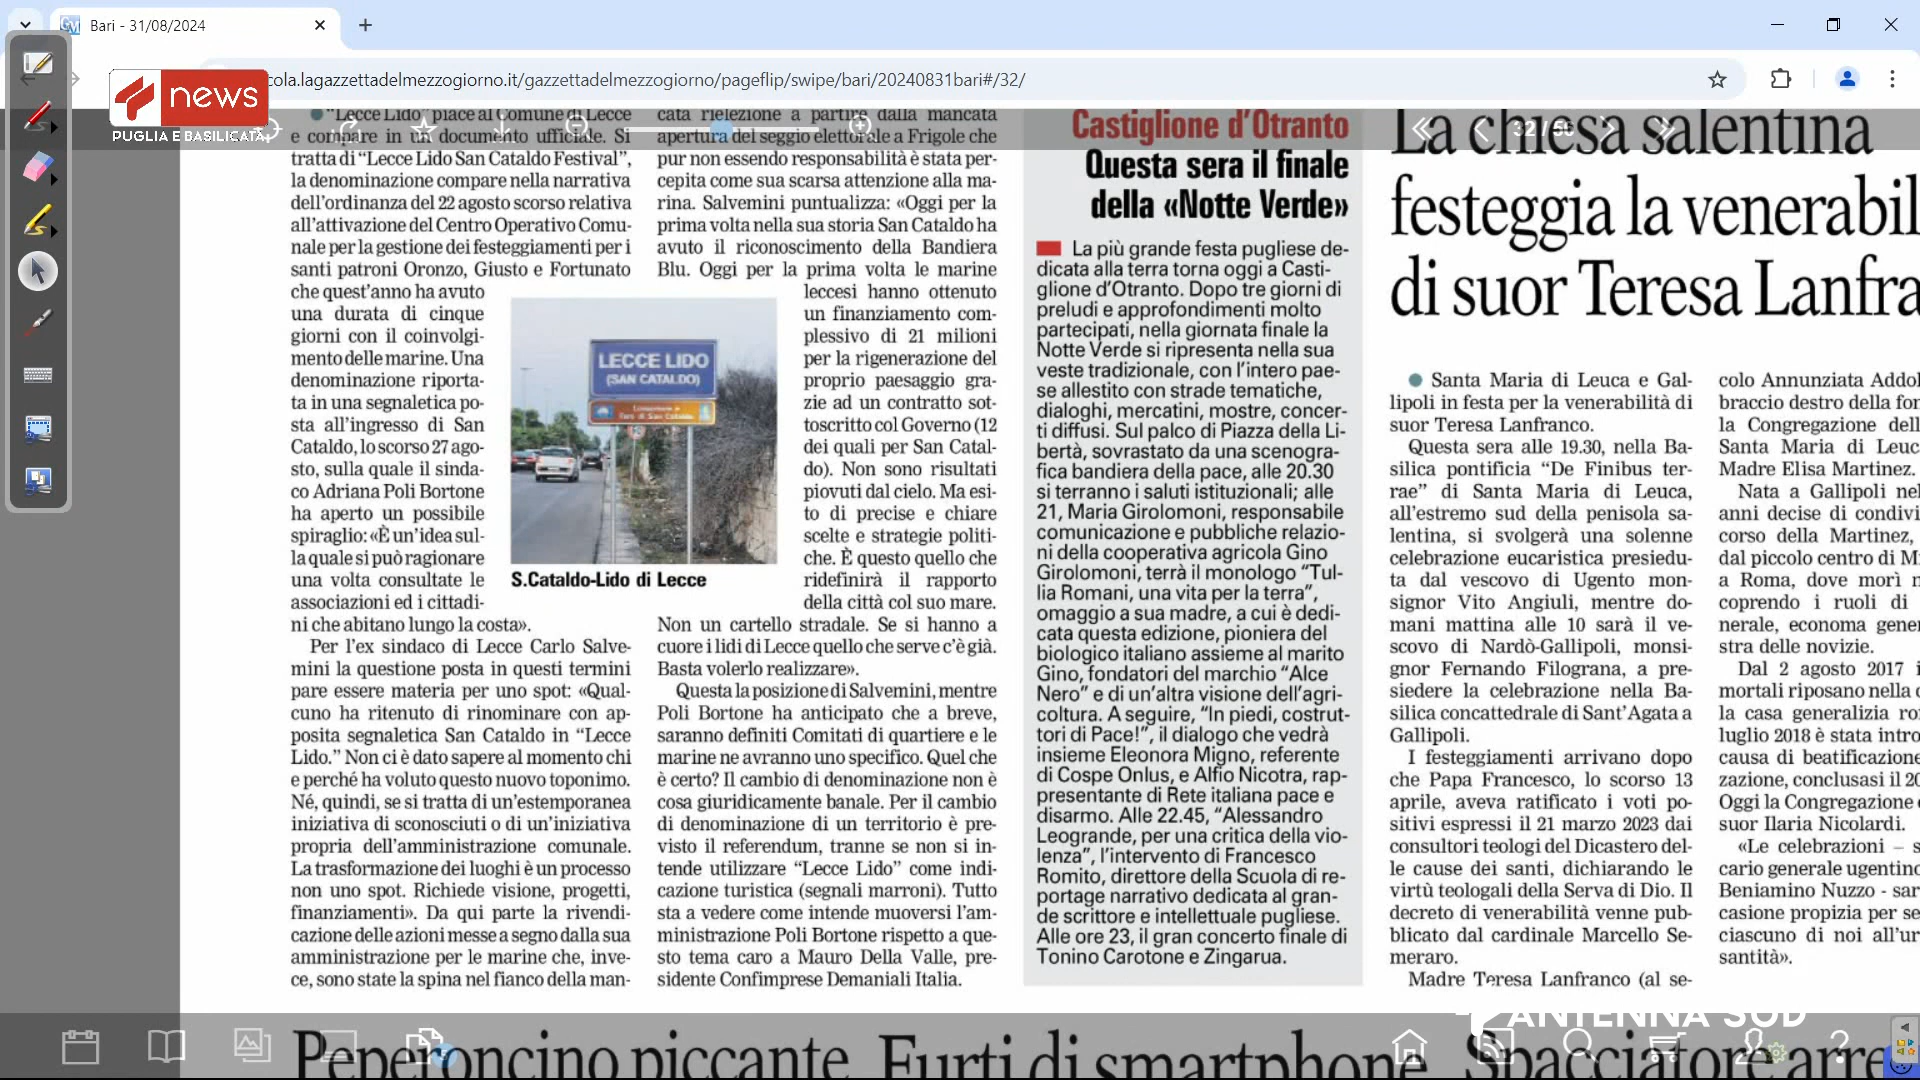 Bari - 31/08/2024
cola.lagazzettadelmezzogiorno.it/gazzettadelmezzogiorno/pageflip/swipe/bari/20240831bari#/32/
news
PUGLIA E BASILICATA
32 / 56
"Lecce Lido" piace al Comune di Lecce
e compare in un documento ufficiale. Si
tratta di “Lecce Lido San Cataldo Festival”,
la denominazione compare nella narrativa
dell’ordinanza del 22 agosto scorso relativa
all’attivazione del Centro Operativo Comu-
nale per la gestione dei festeggiamenti per i
santi patroni Oronzo, Giusto e Fortunato
che quest’anno ha avuto
una durata di cinque
giorni con il coinvolgi-
mento delle marine. Una
denominazione riporta-
ta in una segnaletica po-
sta all’ingresso di San
Cataldo, lo scorso 27 ago-
sto, sulla quale il sinda-
co Adriana Poli Bortone
ha aperto un possibile
spiraglio: «È un’idea sul-
la quale si può ragionare
una volta consultate le
associazioni ed i cittadi-
ni che abitano lungo la costa».
Per l’ex sindaco di Lecce Carlo Salve-
mini la questione posta in questi termini
pare essere materia per uno spot: «Qual-
cuno ha ritenuto di rinominare con ap-
posita segnaletica San Cataldo in “Lecce
Lido.” Non ci è dato sapere al momento chi
e perché ha voluto questo nuovo toponimo.
Né, quindi, se si tratta di un’estemporanea
iniziativa di sconosciuti o di un’iniziativa
propria dell’amministrazione comunale.
La trasformazione dei luoghi è un processo
non uno spot. Richiede visione, progetti,
finanziamenti». Da qui parte la rivendi-
cazione delle azioni messe a segno dalla sua
amministrazione per le marine che, inve-
ce, sono state la spina nel fianco della man-
cata rielezione a partire dalla mancata
apertura del seggio elettorale a Frigole che
pur non essendo responsabilità è stata per-
cepita come sua scarsa attenzione alla ma-
rina. Salvemini puntualizza: «Oggi per la
prima volta nella sua storia San Cataldo ha
avuto il riconoscimento della Bandiera
Blu. Oggi per la prima volta le marine
leccesi hanno ottenuto
un finanziamento com-
plessivo di 21 milioni
per la rigenerazione del
proprio paesaggio gra-
zie ad un contratto sot-
toscritto col Governo (12
dei quali per San Catal-
do). Non sono risultati
piovuti dal cielo. Ma esi-
to di precise e chiare
scelte e strategie politi-
che. È questo quello che
ridefinirà il rapporto
della città col suo mare.
Non un cartello stradale. Se si hanno a
cuore i lidi di Lecce quello che serve c’è già.
Basta volerlo realizzare».
Questa la posizione di Salvemini, mentre
Poli Bortone ha anticipato che a breve,
saranno definiti Comitati di quartiere e le
marine ne avranno uno specifico. Quel che
è certo? Il cambio di denominazione non è
cosa giuridicamente banale. Per il cambio
di denominazione di un territorio è pre-
visto il referendum, tranne se non si in-
tende utilizzare “Lecce Lido” come indi-
cazione turistica (segnali marroni). Tutto
sta a vedere come intende muoversi l’am-
ministrazione Poli Bortone rispetto a que-
sto tema caro a Mauro Della Valle, pre-
sidente Confimprese Demaniali Italia.
LECCE LIDO
(SAN CATALDO)
S.Cataldo-Lido di Lecce
Castiglione d’Otranto
Questa sera il finale
della «Notte Verde»
La più grande festa pugliese de-
dicata alla terra torna oggi a Casti-
glione d’Otranto. Dopo tre giorni di
preludi e approfondimenti molto
partecipati, nella giornata finale la
Notte Verde si ripresenta nella sua
veste tradizionale, con l’intero pae-
se allestito con strade tematiche,
dialoghi, mercatini, mostre, concer-
ti diffusi. Sul palco di Piazza della Li-
bertà, sovrastato da una scenogra-
fica bandiera della pace, alle 20.30
si terranno i saluti istituzionali; alle
21, Maria Girolomoni, responsabile
comunicazione e pubbliche relazio-
ni della cooperativa agricola Gino
Girolomoni, terrà il monologo “Tul-
lia Romani, una vita per la terra”,
omaggio a sua madre, a cui è dedi-
cata questa edizione, pioniera del
biologico italiano assieme al marito
Gino, fondatori del marchio “Alce
Nero” e di un’altra visione dell’agri-
coltura. A seguire, “In piedi, costrut-
tori di Pace!”, il dialogo che vedrà
insieme Eleonora Migno, referente
di Cospe Onlus, e Alfio Nicotra, rap-
presentante di Rete italiana pace e
disarmo. Alle 22.45, “Alessandro
Leogrande, per una critica della vio-
lenza”, l’intervento di Francesco
Romito, direttore della Scuola di re-
portage narrativo dedicata al gran-
de scrittore e intellettuale pugliese.
Alle ore 23, il gran concerto finale di
Tonino Carotone e Zingarua.
La chiesa salentina
festeggia la venerabil
di suor Teresa Lanfra
Santa Maria di Leuca e Gal-
lipoli in festa per la venerabilità di
suor Teresa Lanfranco.
Questa sera alle 19.30, nella Ba-
silica pontificia “De Finibus ter-
rae” di Santa Maria di Leuca,
all’estremo sud della penisola sa-
lentina, si svolgerà una solenne
celebrazione eucaristica presiedu-
ta dal vescovo di Ugento mon-
signor Vito Angiuli, mentre do-
mani mattina alle 10 sarà il ve-
scovo di Nardò-Gallipoli, monsi-
gnor Fernando Filograna, a pre-
siedere la celebrazione nella Ba-
silica concattedrale di Sant’Agata a
Gallipoli.
I festeggiamenti arrivano dopo
che Papa Francesco, lo scorso 13
aprile, aveva ratificato i voti po-
sitivi espressi il 21 marzo 2023 dai
consultori teologi del Dicastero del-
le cause dei santi, dichiarando le
virtù teologali della Serva di Dio. Il
decreto di venerabilità venne pub-
blicato dal cardinale Marcello Se-
meraro.
Madre Teresa Lanfranco (al se-
colo Annunziata Addol
braccio destro della fon
la Congregazione dell
Santa Maria di Leuc
Madre Elisa Martinez.
Nata a Gallipoli nel
anni decise di condivi
corso della Martinez,
dal piccolo centro di Mi
a Roma, dove morì n
coprendo i ruoli di
nerale, economa gener
stra delle novizie.
Dal 2 agosto 2017 i
mortali riposano nella c
la casa generalizia ro
luglio 2018 è stata intro
causa di beatificazione
zazione, conclusasi il 20
Oggi la Congregazione
suor Ilaria Nicolardi.
«Le celebrazioni – s
cario generale ugentino
Beniamino Nuzzo - sar
casione propizia per se
ciascuno di noi all’ur
santità».
Peperoncino piccante
Furti di smartphone
Spacciatore arre
ANTENNA SUD